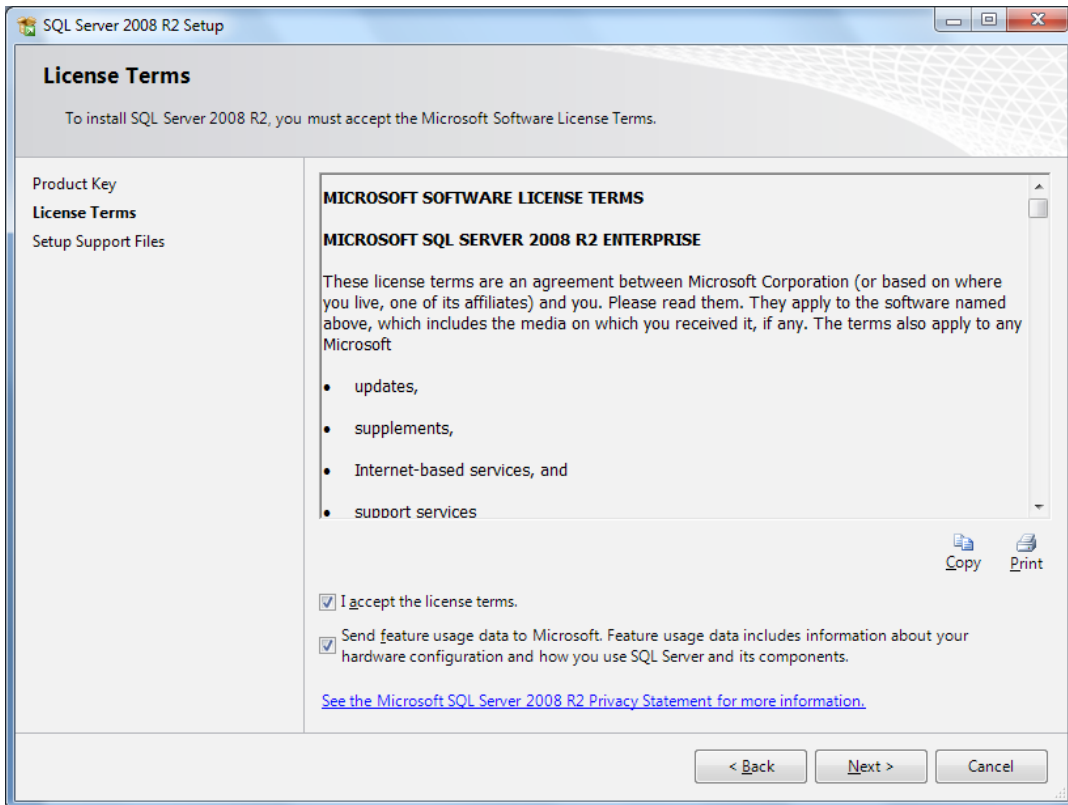 SQL Server 2008 R2 Setup
License Terms
To install SQL Server 2008 R2, you must accept the Microsoft Software License Terms.
Product Key
License Terms
Setup Support Files
MICROSOFT SOFTWARE LICENSE TERMS
MICROSOFT SQL SERVER 2008 R2 ENTERPRISE
These license terms are an agreement between Microsoft Corporation (or based on where
you live, one of its affiliates) and you. Please read them. They apply to the software named
above, which includes the media on which you received it, if any. The terms also apply to any
Microsoft
• updates,
• supplements,
• Internet-based services, and
• support services
Copy Print
I accept the license terms.
Send feature usage data to Microsoft. Feature usage data includes information about your
hardware configuration and how you use SQL Server and its components.
See the Microsoft SQL Server 2008 R2 Privacy Statement for more information.
< Back Next > Cancel